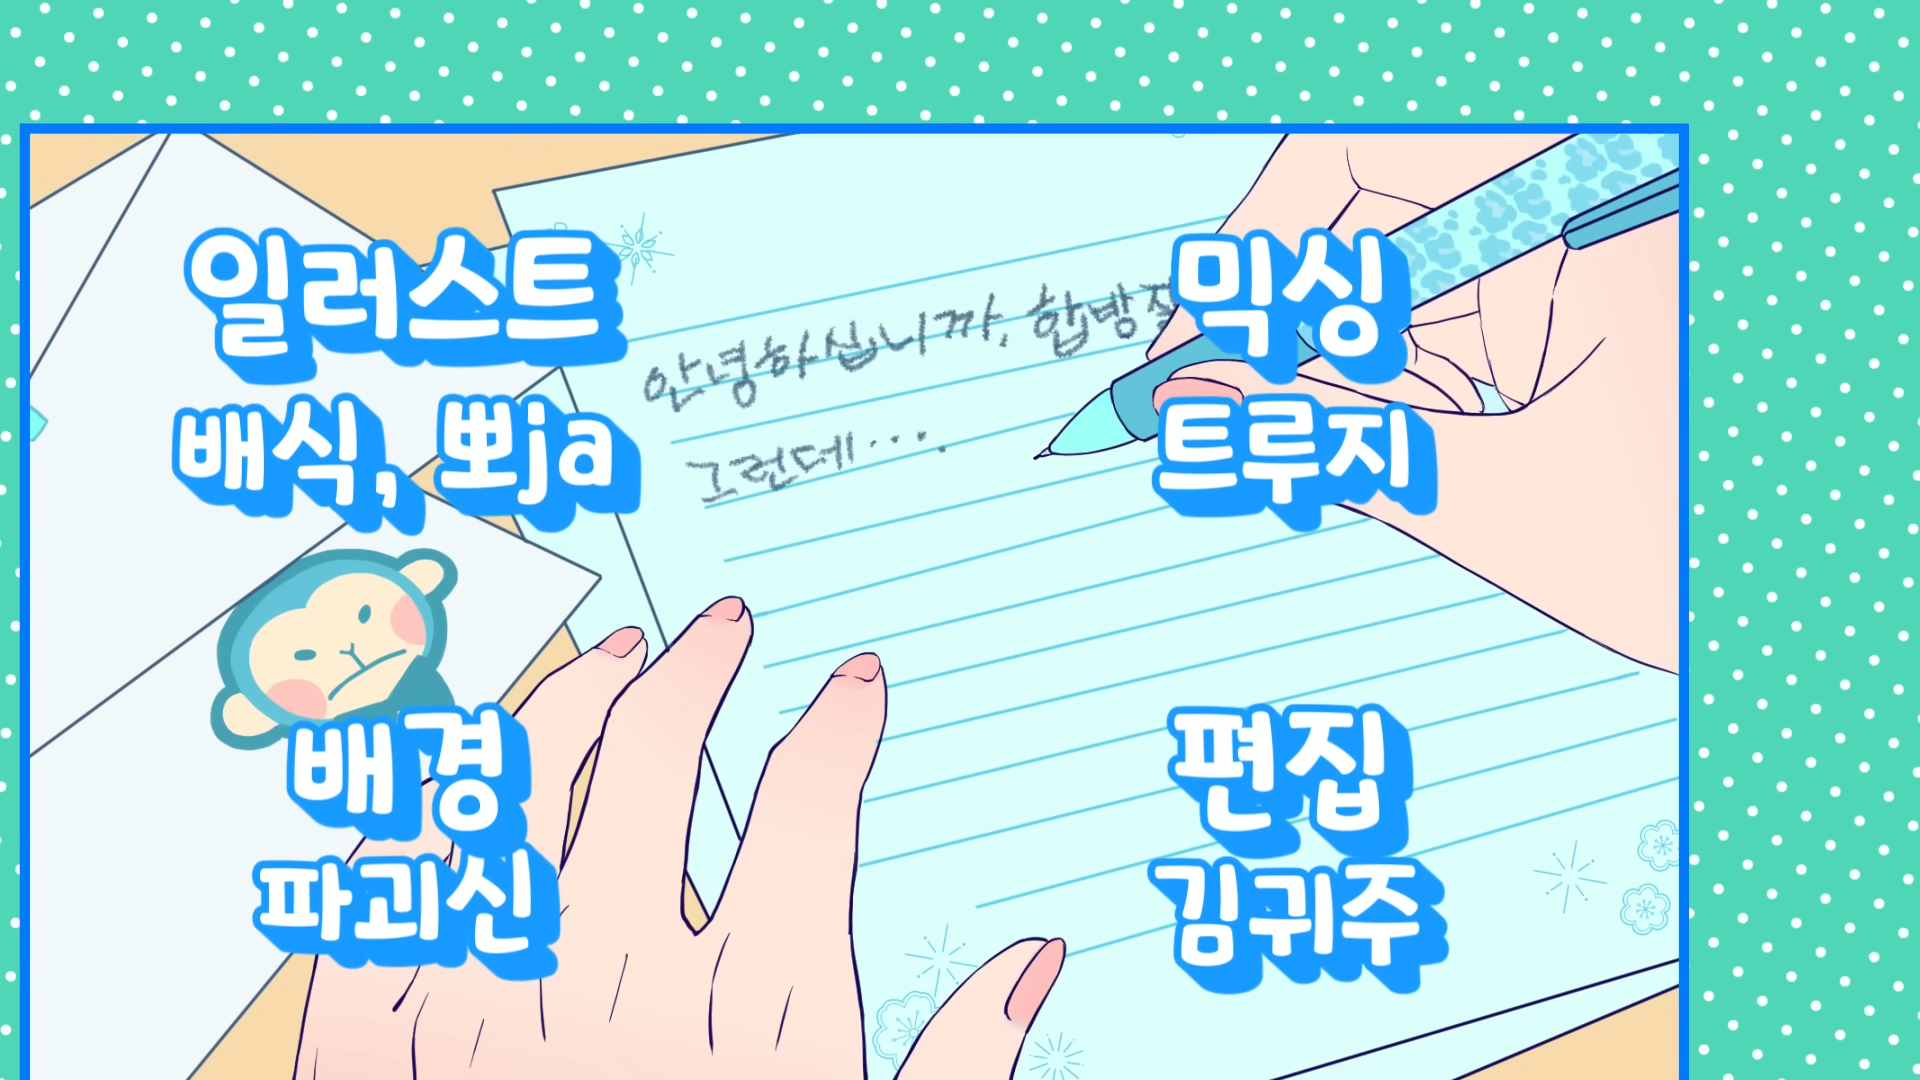 일러스트
배식, 뽀ja
믹싱
트루지
안녕하십니까, 합방
그런데....
배경
파괴신
편집
김귀주